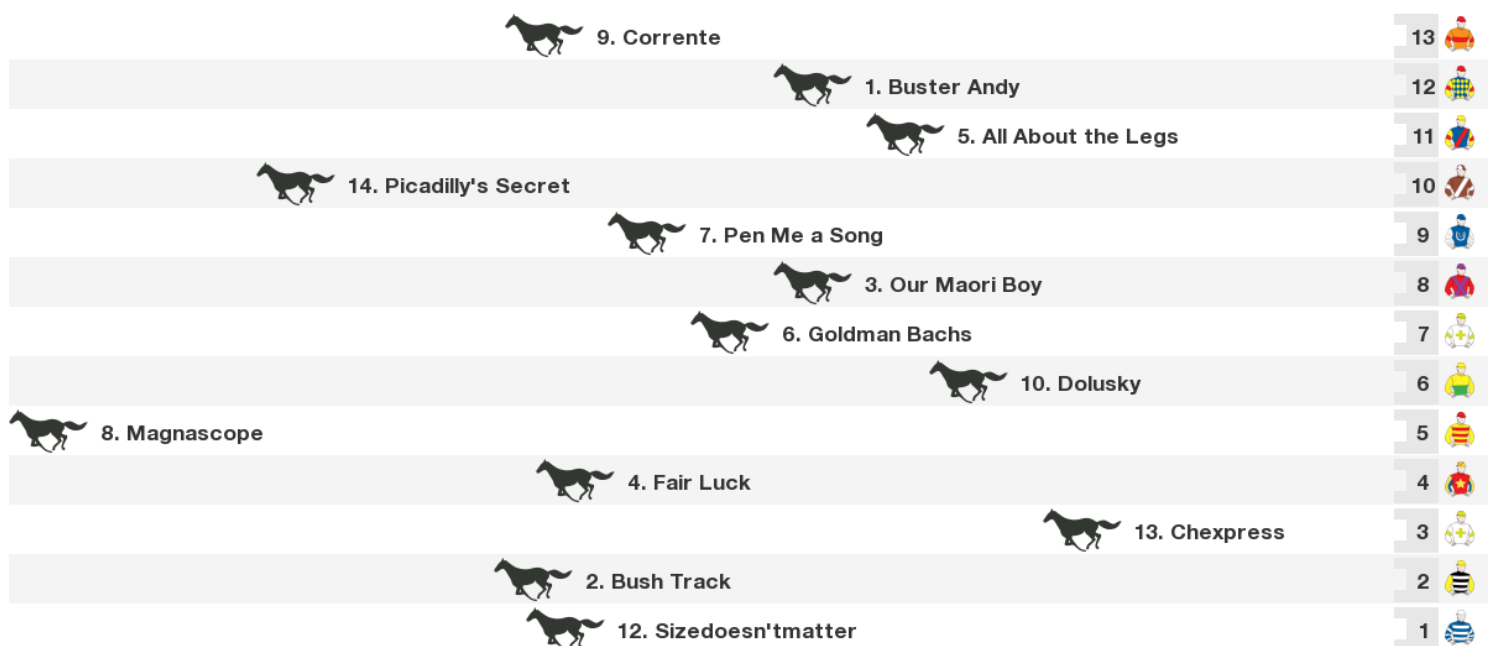 9. Corrente 13
1. Buster Andy 12
5. All About the Legs 11
14. Picadilly's Secret 10
7. Pen Me a Song 9
3. Our Maori Boy 8
6. Goldman Bachs 7
10. Dolusky 6
8. Magnascope 5
4. Fair Luck 4
13. Chexpress 3
2. Bush Track 2
12. Sizedoesn'tmatter 1